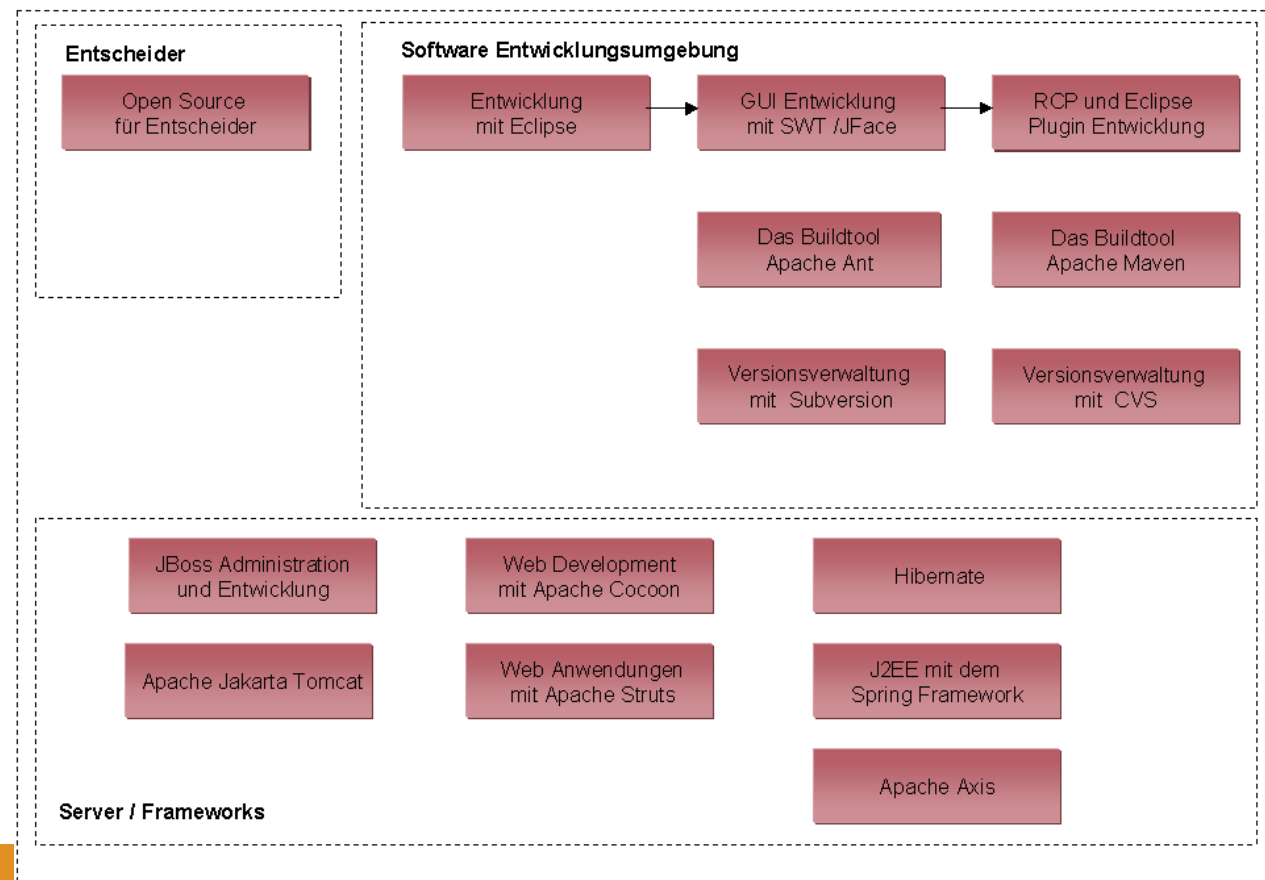 Entscheider
Open Source
für Entscheider
Software Entwicklungsumgebung
Entwicklung
mit Eclipse
GUI Entwicklung
mit SWT /JFace
RCP und Eclipse
Plugin Entwicklung
Das Buildtool
Apache Ant
Das Buildtool
Apache Maven
Versionsverwaltung
mit Subversion
Versionsverwaltung
mit CVS
JBoss Administration
und Entwicklung
Web Development
mit Apache Cocoon
Hibernate
Apache Jakarta Tomcat
Web Anwendungen
mit Apache Struts
J2EE mit dem
Spring Framework
Apache Axis
Server / Frameworks